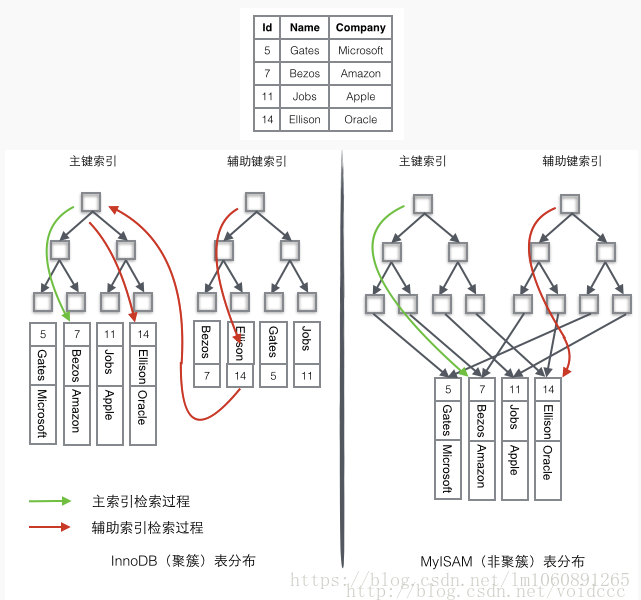 Id Name Company
5 Gates Microsoft
7 Bezos Amazon
11 Jobs Apple
14 Ellison Oracle
主键索引 辅助键索引 主键索引 辅助键索引
5 7 11 14
Gates Bezos Jobs Ellison
Microsoft Amazon Apple Oracle
Bezos Ellison Gates Jobs
7 14 5 11
5 7 11 14
Gates Bezos Jobs Ellison
Microsoft Amazon Apple Oracle
主索引检索过程
辅助索引检索过程
InnoDB（聚簇）表分布 MyISAM（非聚簇）表分布
https://blog.csdn.net/lm1060891265
http://blog.csdn.net/voidccc